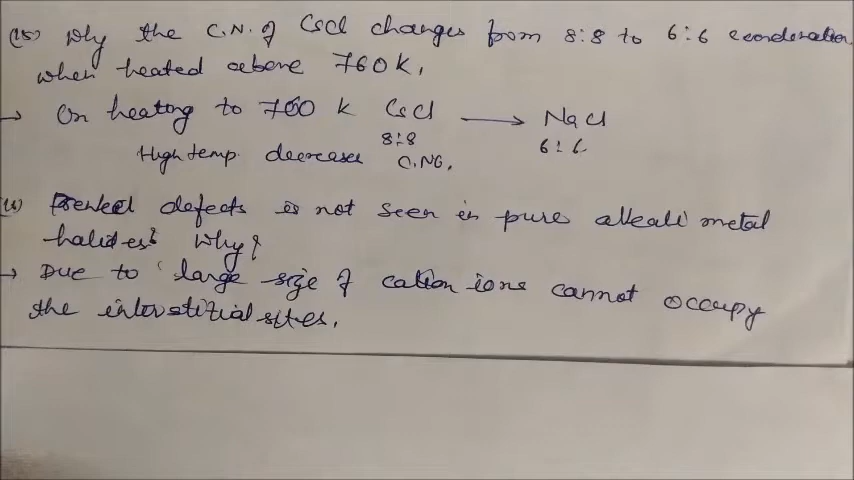 (15) Why the C.N. of CsCl changes from 8:8 to 6:6 coordination
when heated above 760 K.
→ On heating to 760 K CsCl → NaCl
8:8 6:6
High temp. decreases C.NO.
(16) Frenkel defects is not seen in pure alkali metal
halides? Why?
→ Due to large size of cation ions cannot occupy
the interstitial sites.